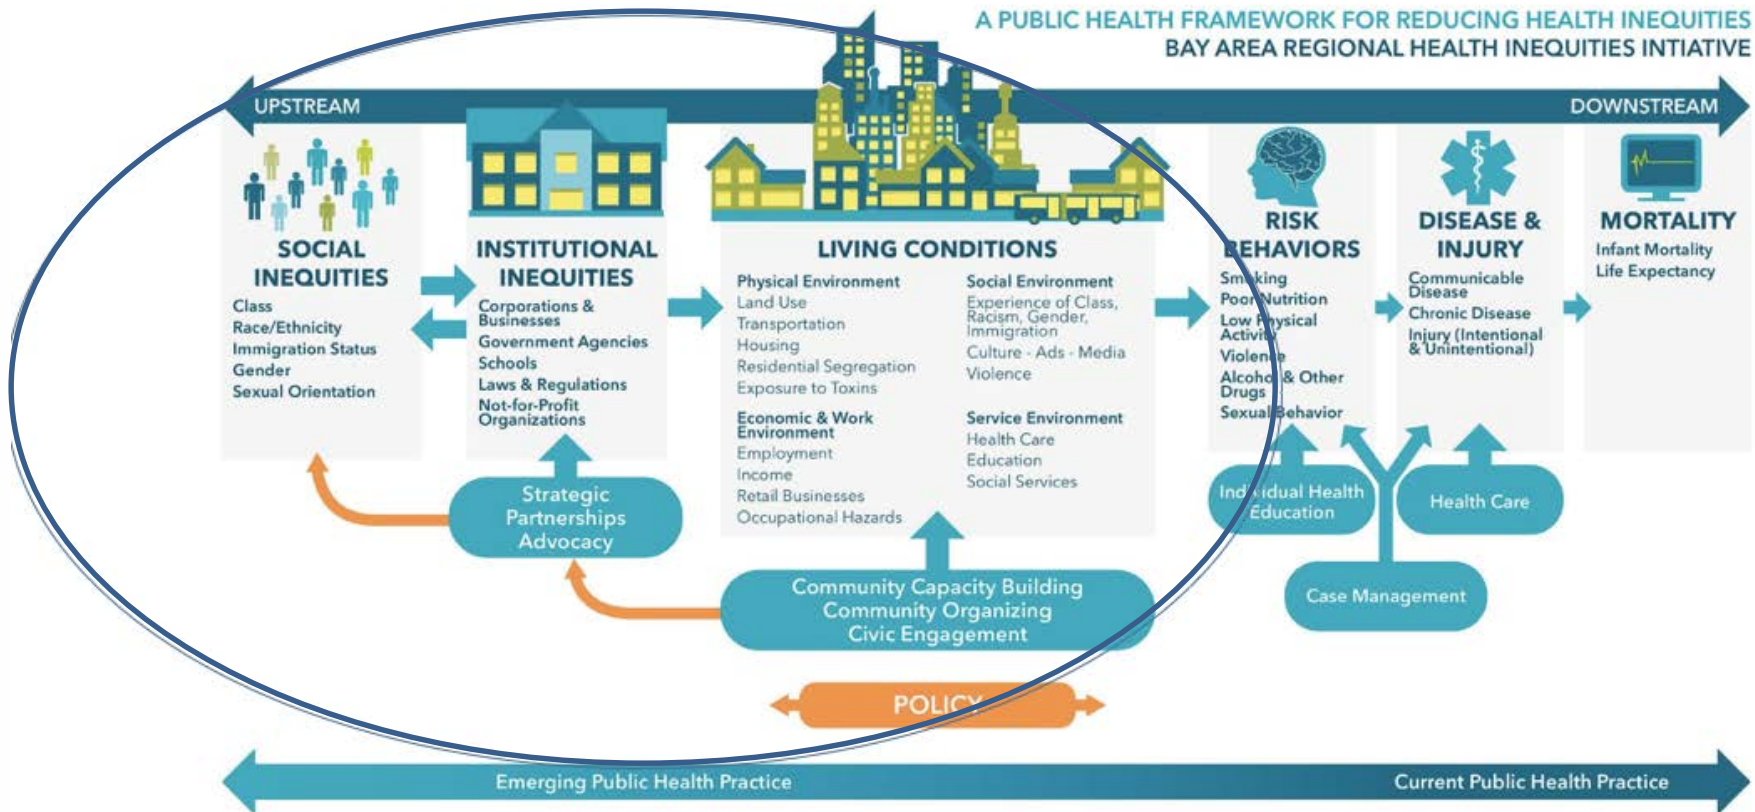 A PUBLIC HEALTH FRAMEWORK FOR REDUCING HEALTH INEQUITIES
BAY AREA REGIONAL HEALTH INEQUITIES INTIATIVE
UPSTREAM
DOWNSTREAM
SOCIAL
INEQUITIES
Class
Race/Ethnicity
Immigration Status
Gender
Sexual Orientation
INSTITUTIONAL
INEQUITIES
Corporations &
Businesses
Government Agencies
Schools
Laws & Regulations
Not-for-Profit
Organizations
Strategic
Partnerships
Advocacy
LIVING CONDITIONS
Physical Environment
Land Use
Transportation
Housing
Residential Segregation
Exposure to Toxins
Economic & Work
Environment
Employment
Income
Retail Businesses
Occupational Hazards
Social Environment
Experience of Class,
Racism, Gender,
Immigration
Culture - Ads - Media
Violence
Service Environment
Health Care
Education
Social Services
Community Capacity Building
Community Organizing
Civic Engagement
RISK
BEHAVIORS
Smoking
Poor Nutrition
Low Physical
Activity
Violence
Alcohol & Other
Drugs
Sexual Behavior
Individual Health
Education
DISEASE &
INJURY
Communicable
Disease
Chronic Disease
Injury (Intentional
& Unintentional)
Health Care
Case Management
MORTALITY
Infant Mortality
Life Expectancy
POLICY
Emerging Public Health Practice
Current Public Health Practice